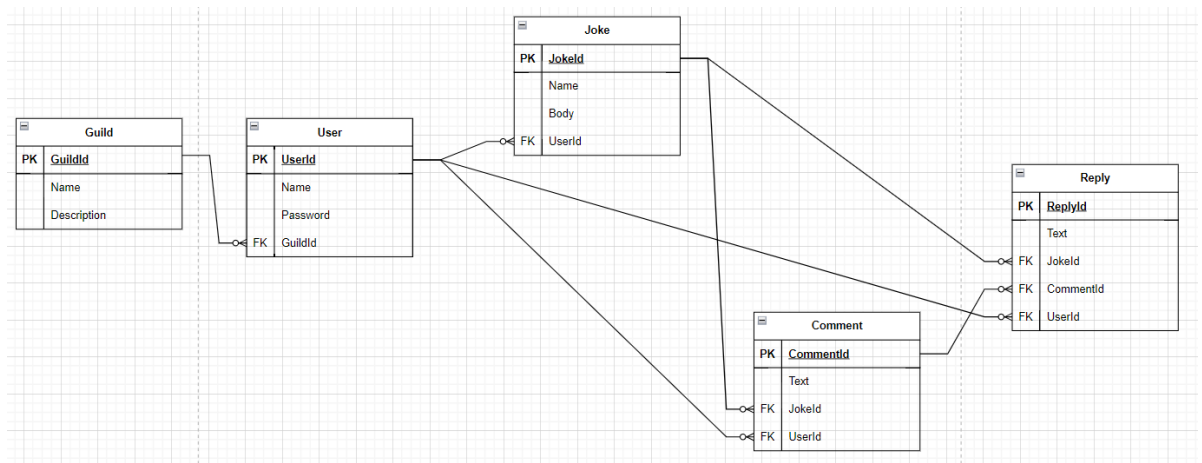 Guild
PK GuildId
Name
Description
User
PK UserId
Name
Password
FK GuildId
Joke
PK JokeId
Name
Body
FK UserId
Comment
PK CommentId
Text
FK JokeId
FK UserId
Reply
PK ReplyId
Text
FK JokeId
FK CommentId
FK UserId